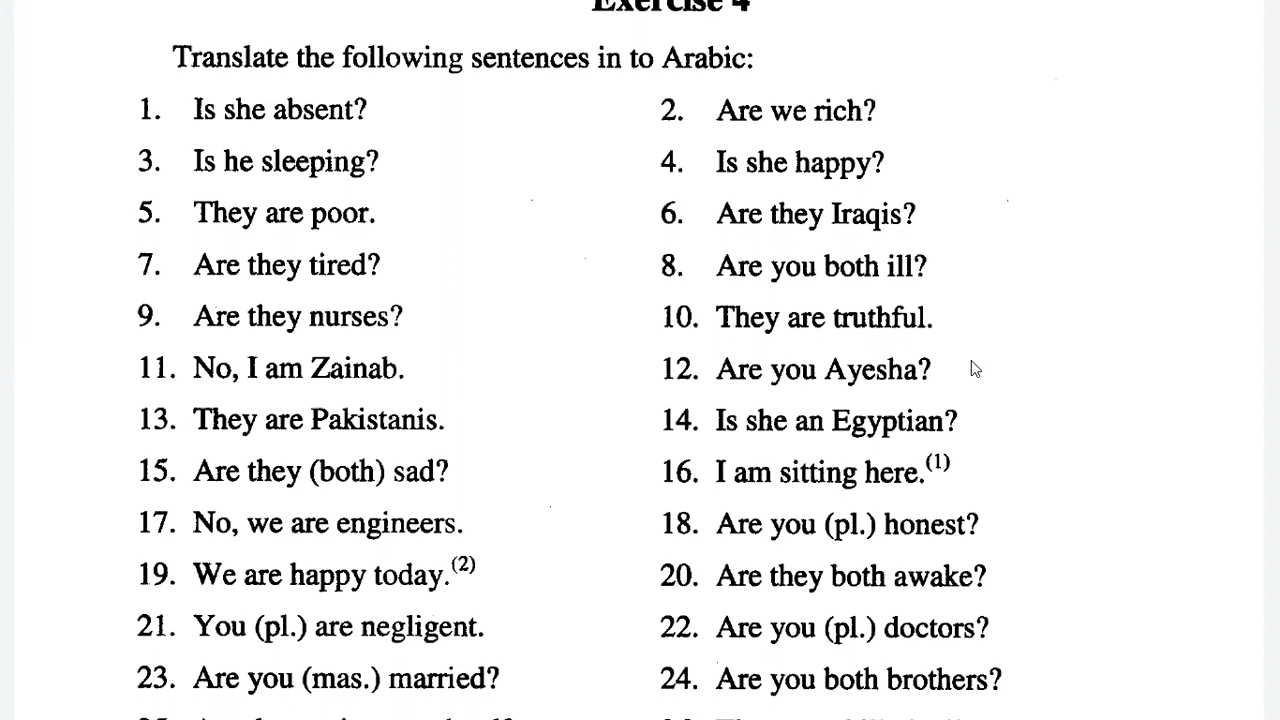 Exercise 4
Translate the following sentences in to Arabic:
1. Is she absent? 2. Are we rich?
3. Is he sleeping? 4. Is she happy?
5. They are poor. 6. Are they Iraqis?
7. Are they tired? 8. Are you both ill?
9. Are they nurses? 10. They are truthful.
11. No, I am Zainab. 12. Are you Ayesha?
13. They are Pakistanis. 14. Is she an Egyptian?
15. Are they (both) sad? 16. I am sitting here.(1)
17. No, we are engineers. 18. Are you (pl.) honest?
19. We are happy today.(2) 20. Are they both awake?
21. You (pl.) are negligent. 22. Are you (pl.) doctors?
23. Are you (mas.) married? 24. Are you both brothers?